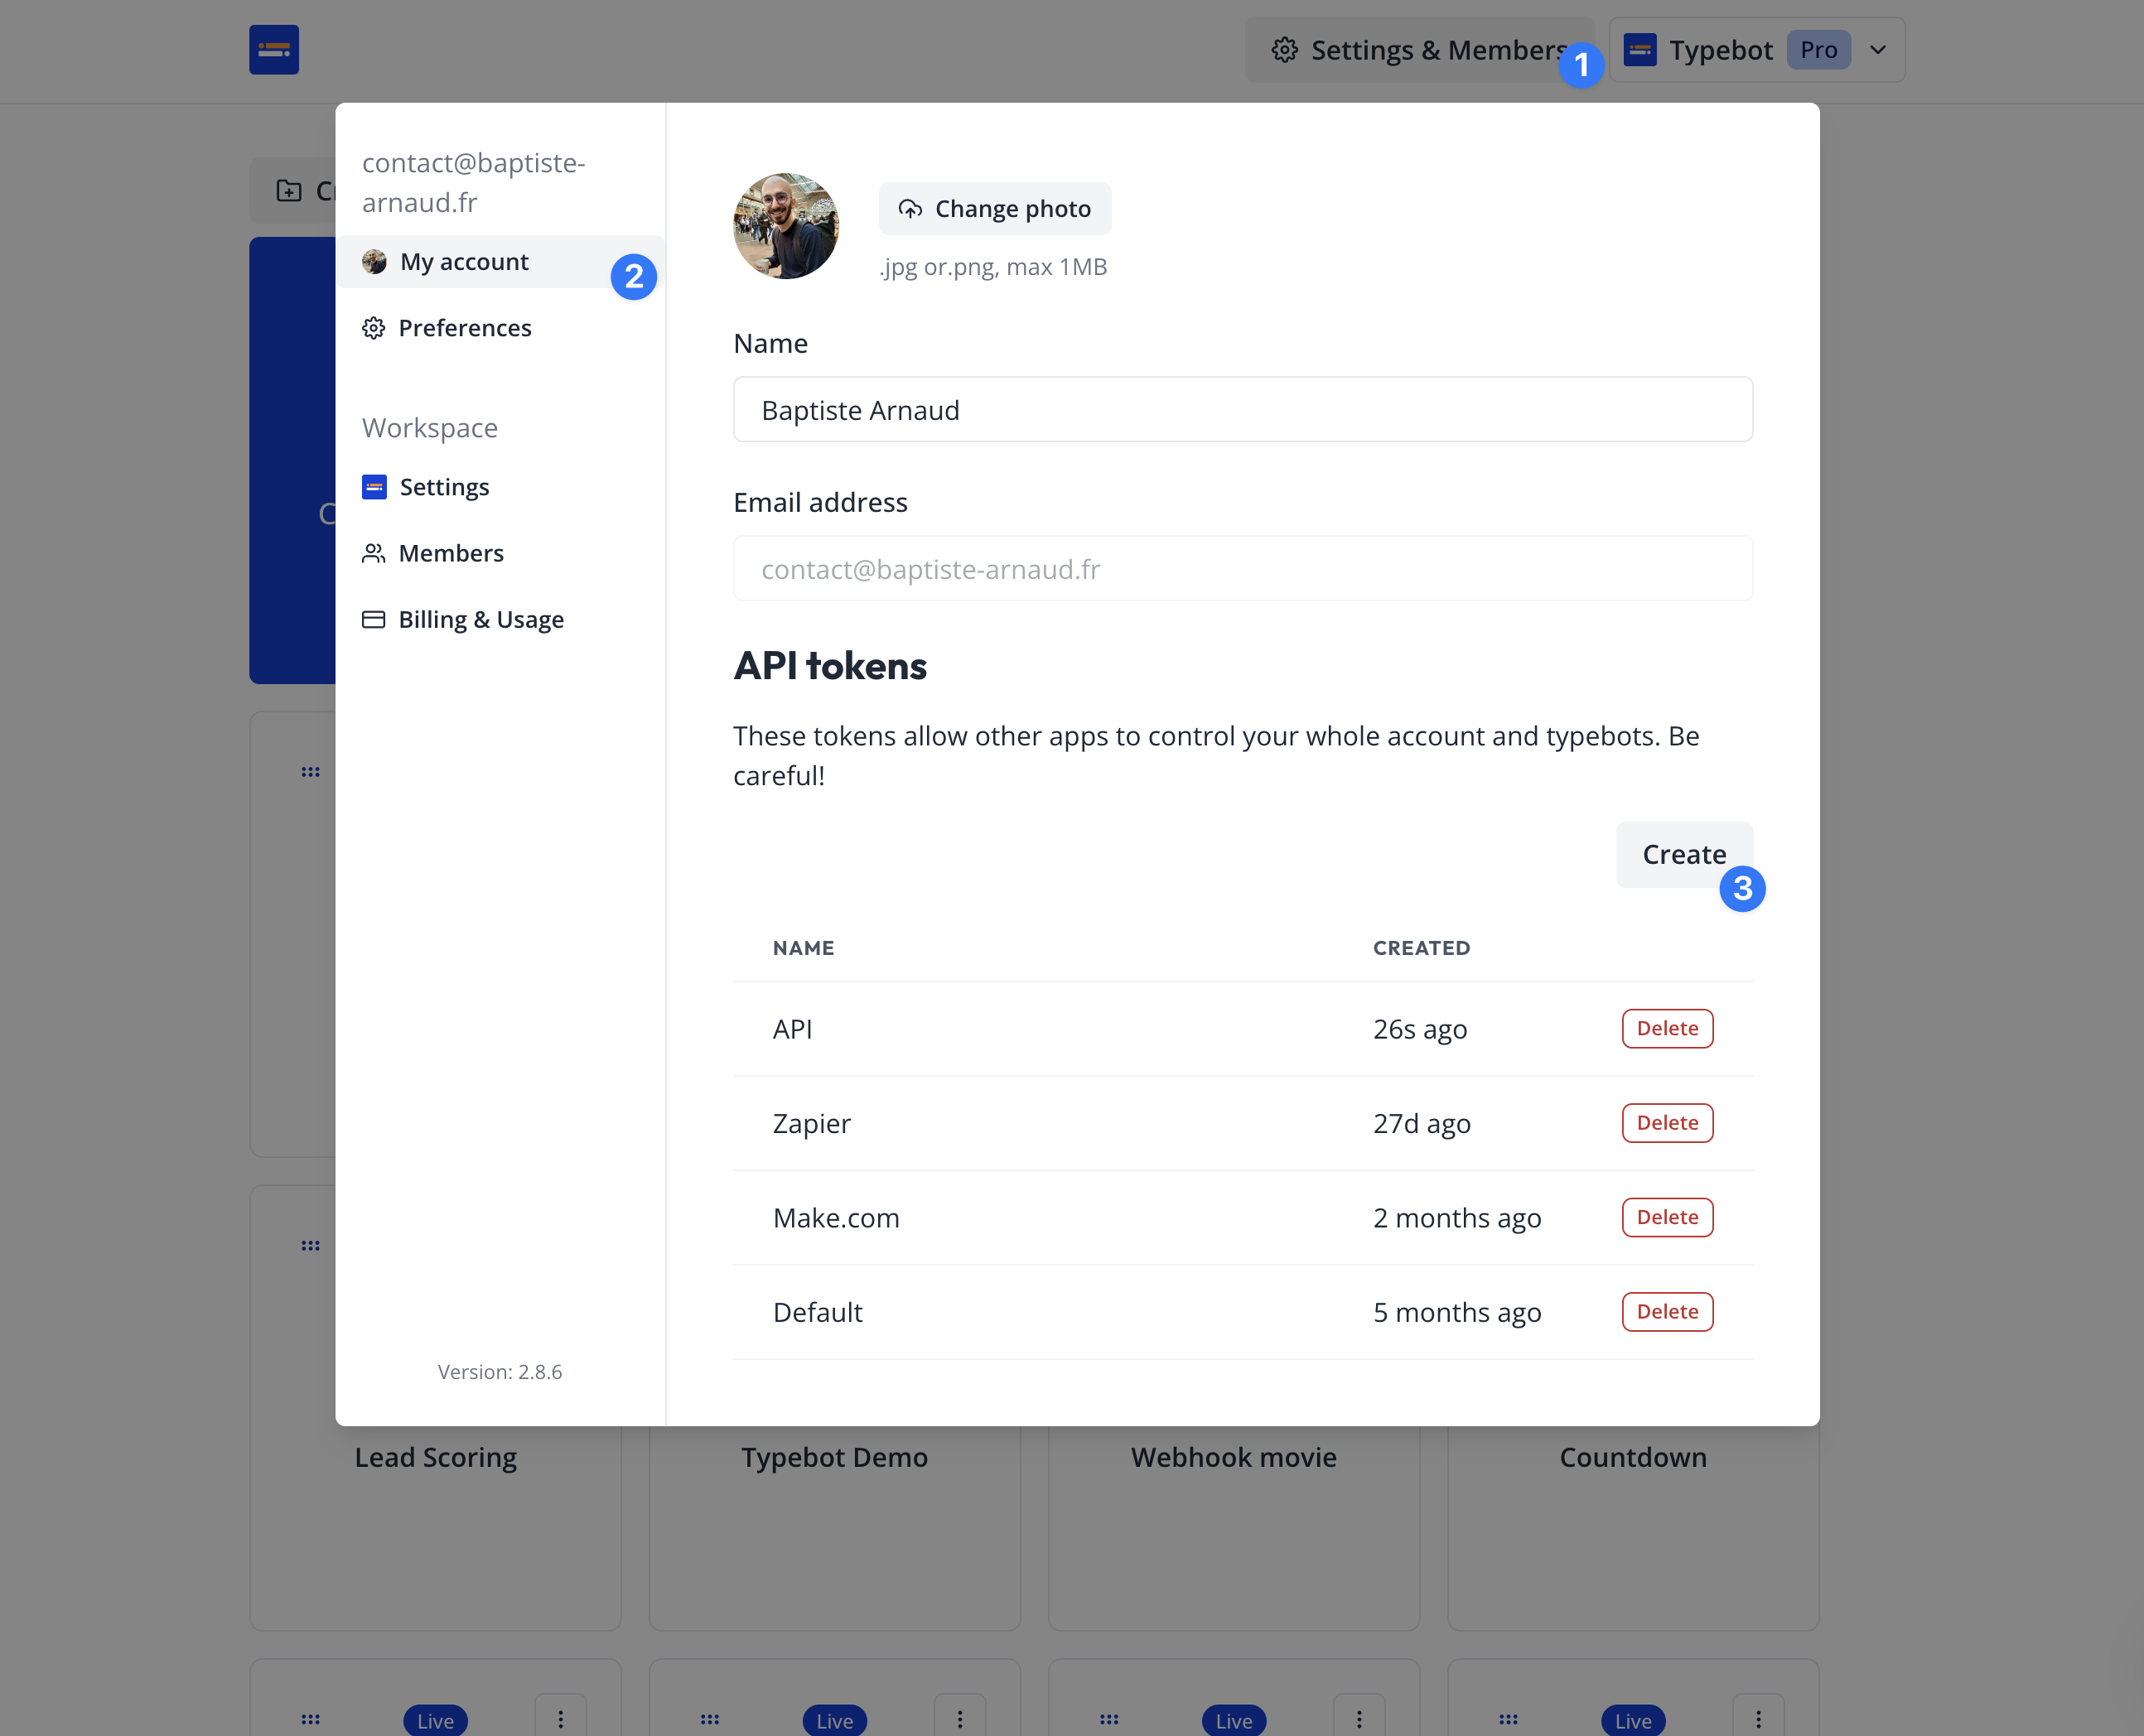 Settings & Members
1
Typebot
Pro
contact@baptiste-
arnaud.fr
My account
2
Preferences
Workspace
Settings
Members
Billing & Usage
Version: 2.8.6
Change photo
.jpg or.png, max 1MB
Name
Baptiste Arnaud
Email address
contact@baptiste-arnaud.fr
API tokens
These tokens allow other apps to control your whole account and typebots. Be
careful!
Create
3
NAME CREATED
API 26s ago Delete
Zapier 27d ago Delete
Make.com 2 months ago Delete
Default 5 months ago Delete
Lead Scoring
Typebot Demo
Webhook movie
Countdown
Live
Live
Live
Live